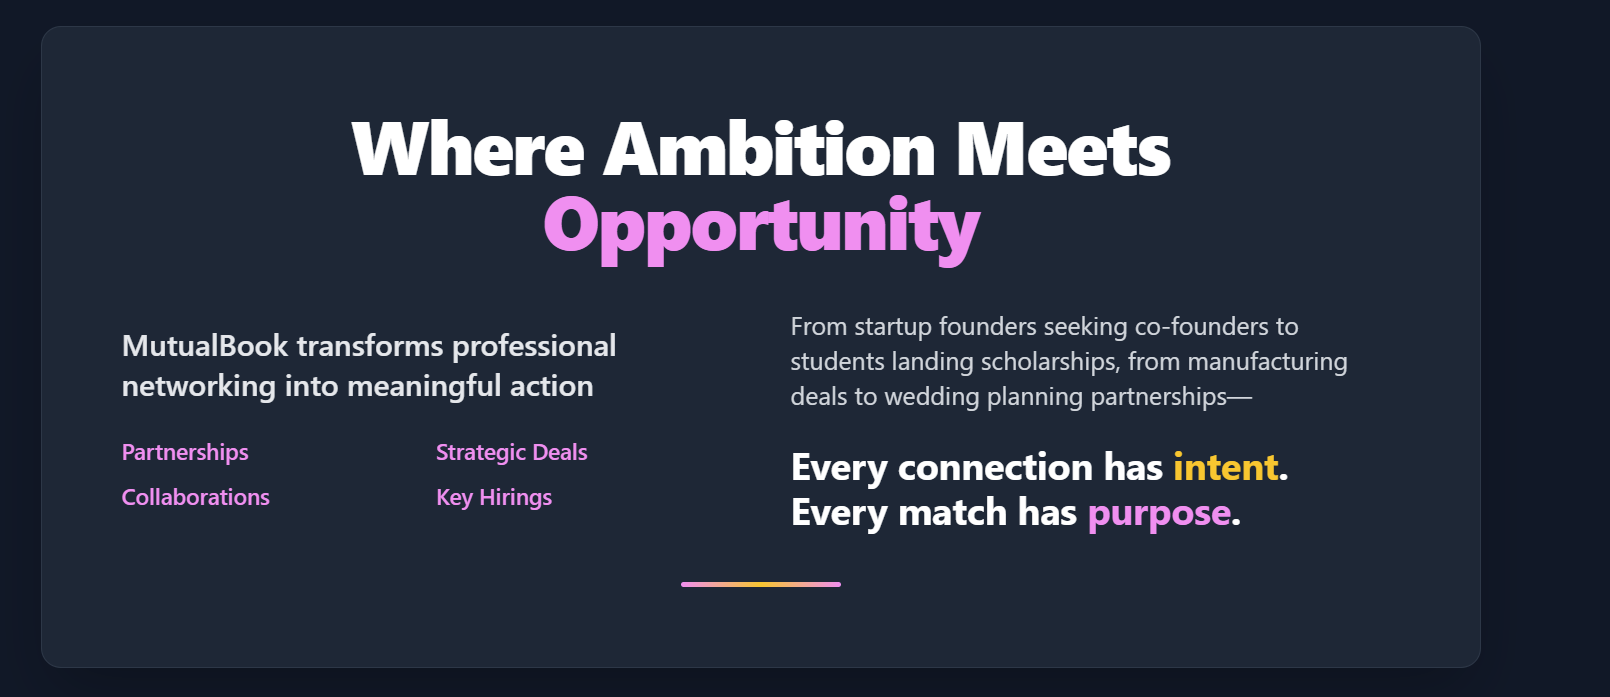 Where Ambition Meets
Opportunity
MutualBook transforms professional
networking into meaningful action
Partnerships
Strategic Deals
Collaborations
Key Hirings
From startup founders seeking co-founders to
students landing scholarships, from manufacturing
deals to wedding planning partnerships—
Every connection has intent.
Every match has purpose.